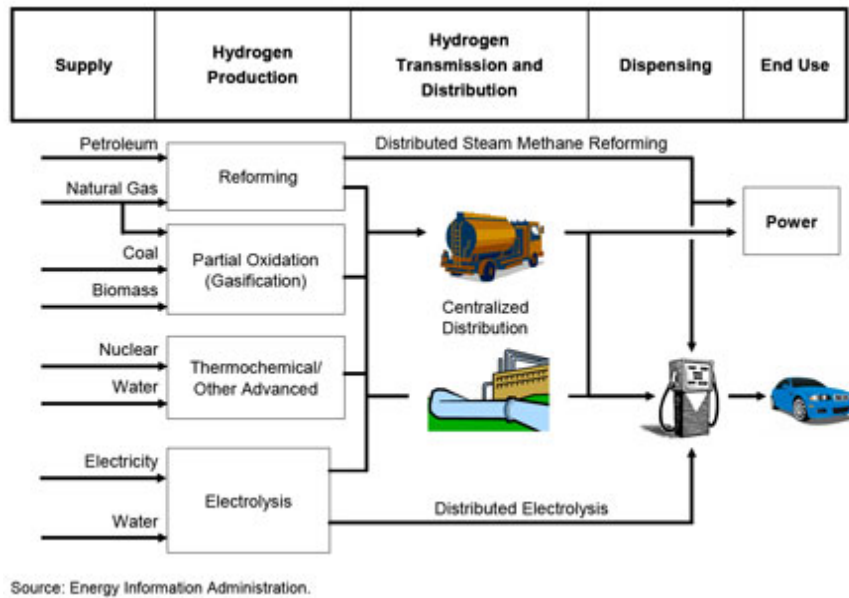 Supply
Hydrogen
Production
Hydrogen
Transmission and
Distribution
Dispensing
End Use
Petroleum
Distributed Steam Methane Reforming
Reforming
Natural Gas
Power
Partial Oxidation
(Gasification)
Coal
Biomass
Centralized
Distribution
Nuclear
Thermochemical/
Other Advanced
Water
Electricity
Electrolysis
Distributed Electrolysis
Water
Source: Energy Information Administration.